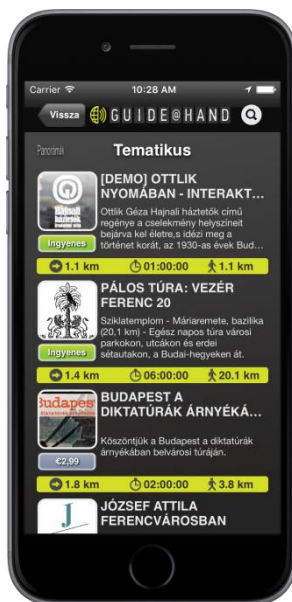 Carrier 10:28 AM
Vissza GUIDE@HAND
Panorámák Tematikus
[DEMO] OTTLIK
NYOMÁBAN - INTERAKT...
Ottlik Géza Hajnali háztetők című
regénye a cselekmény helyszíneit
bejárva kel életre,s idézi meg a
történet korát, az 1930-as évek Bud...
Hajnali
háztetők
Ingyenes
1.1 km 01:00:00 1.1 km
PÁLOS TÚRA: VEZÉR
FERENC 20
Sziklatemplom - Máriaremete, bazilika
(20,1 km) - Egész napos túra városi
parkokon, utcákon és erdei
sétautakon, a Budai-hegyeken át.
Ingyenes
1.4 km 06:00:00 20.1 km
BUDAPEST A
DIKTATÚRÁK ÁRNYÉKÁ...
Köszöntjük a Budapest a diktatúrák
árnyékában belvárosi túráján.
Budapes
€2,99
1.8 km 02:00:00 3.8 km
JÓZSEF ATTILA
FERENCVÁROSBAN
J